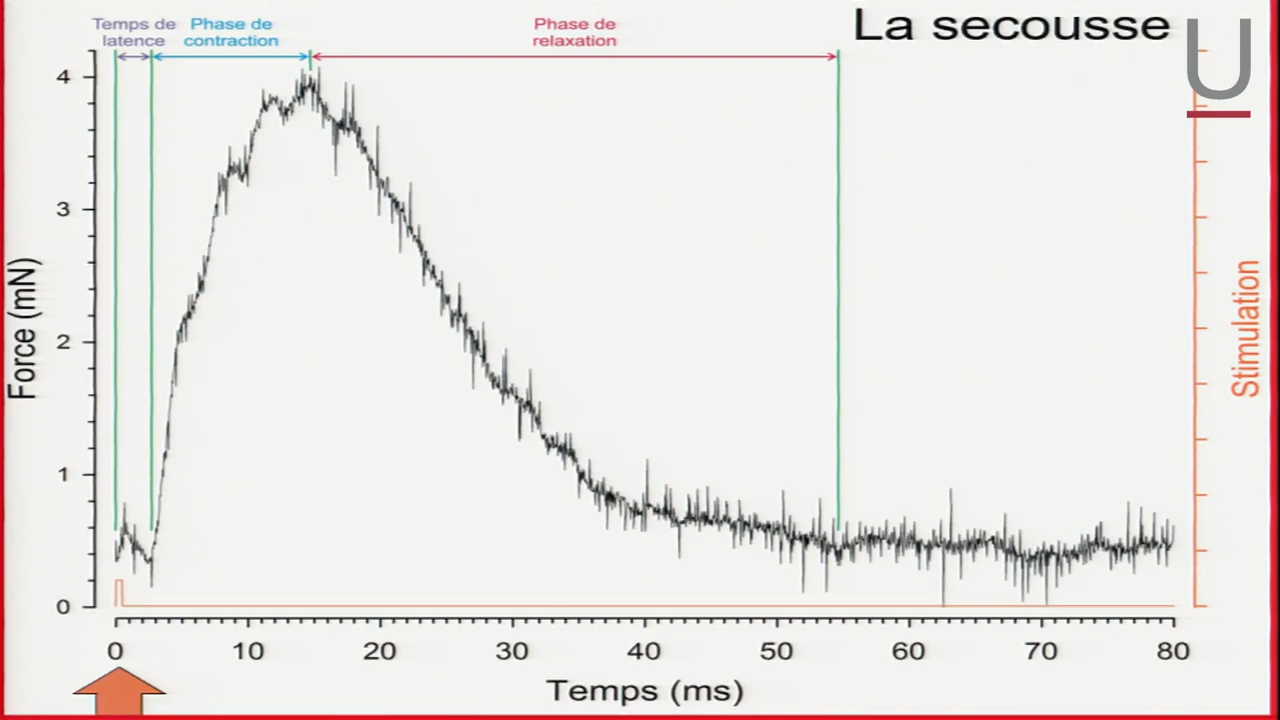 La secousse
U
Temps de
latence
Phase de
contraction
Phase de
relaxation
Force (mN)
4
3
2
1
0
0 10 20 30 40 50 60 70 80
Temps (ms)
Stimulation